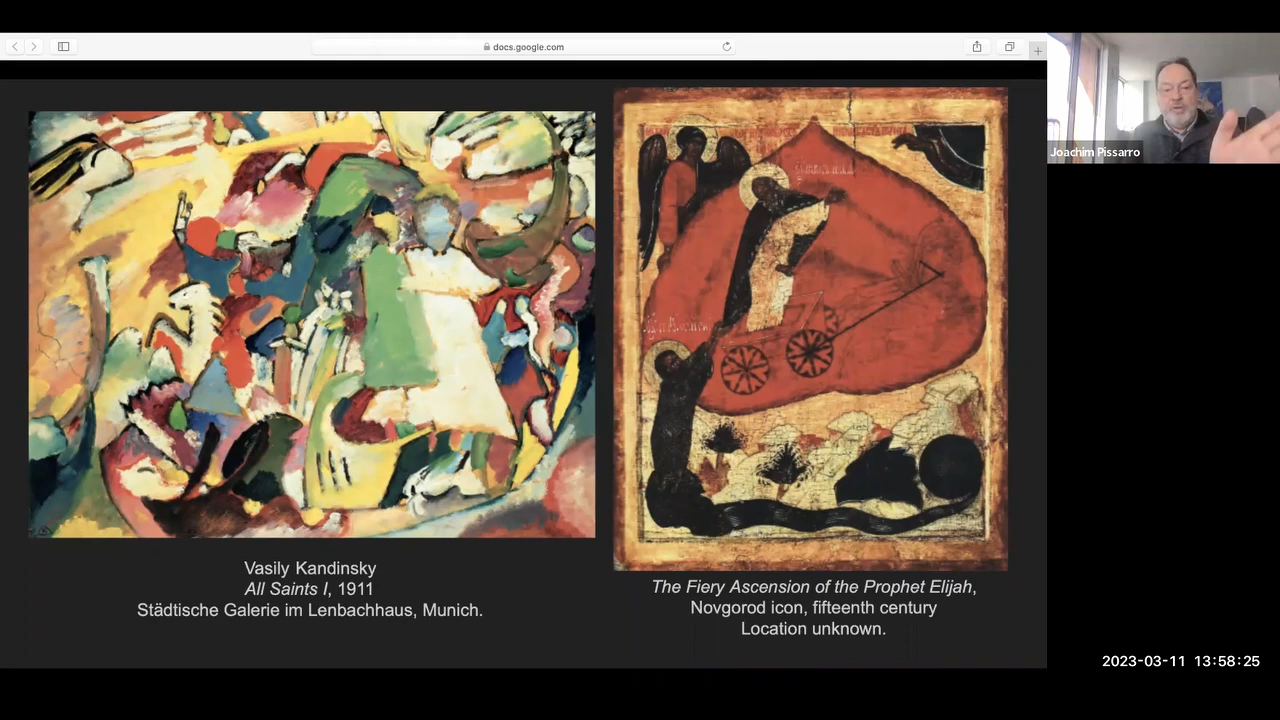 docs.google.com
Joachim Pissarro
Vasily Kandinsky
All Saints I, 1911
Städtische Galerie im Lenbachhaus, Munich.
The Fiery Ascension of the Prophet Elijah,
Novgorod icon, fifteenth century
Location unknown.
2023-03-11 13:58:25